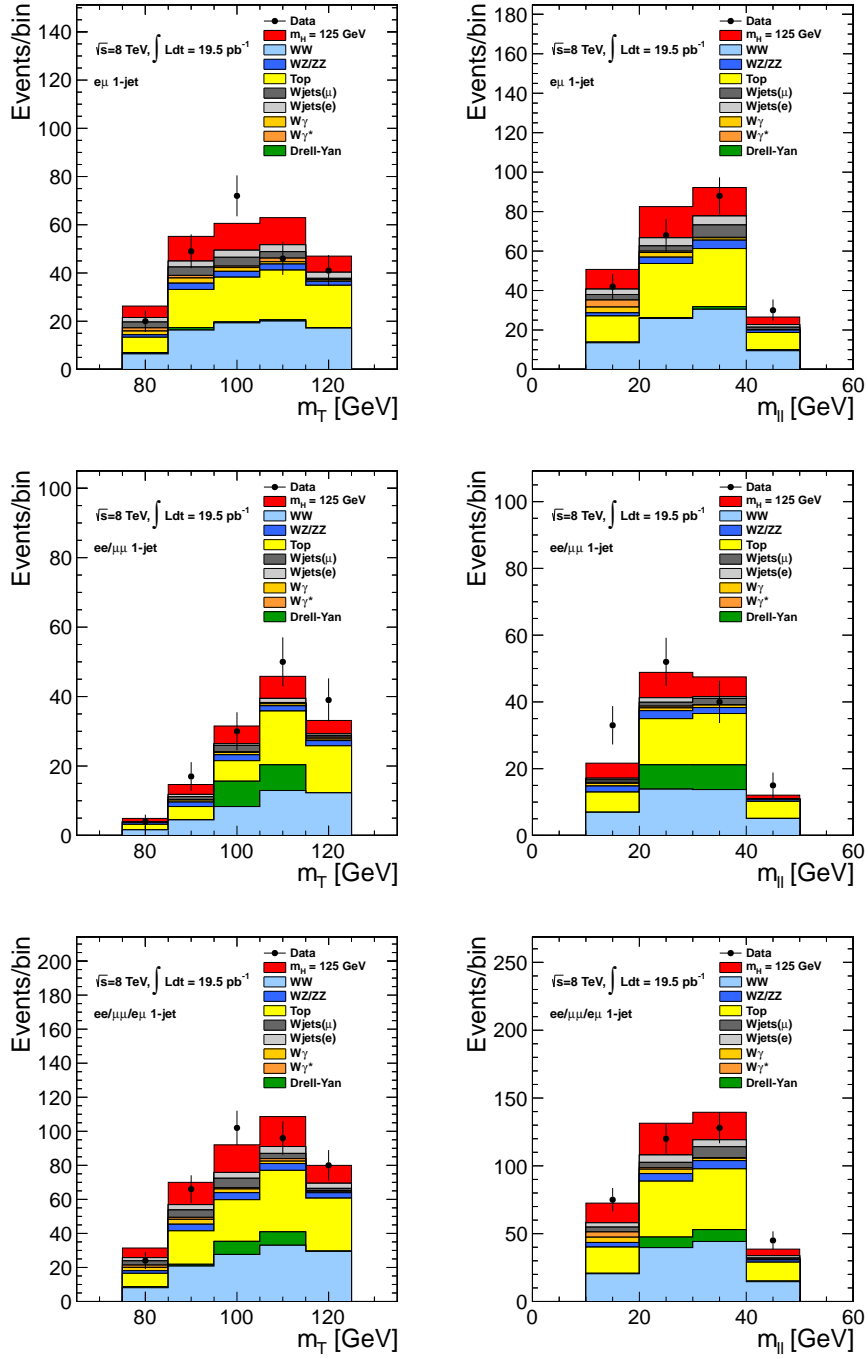 Events/bin
140
120
100
80
60
40
20
0
√s=8 TeV, ∫ Ldt = 19.5 pb⁻¹
eμ 1-jet
Data
m_H = 125 GeV
WW
WZ/ZZ
Top
Wjets(μ)
Wjets(e)
Wγ
Wγ*
Drell-Yan
80 100 120
m_T [GeV]
Events/bin
180
160
140
120
100
80
60
40
20
0
√s=8 TeV, ∫ Ldt = 19.5 pb⁻¹
eμ 1-jet
Data
m_H = 125 GeV
WW
WZ/ZZ
Top
Wjets(μ)
Wjets(e)
Wγ
Wγ*
Drell-Yan
0 20 40 60
m_ll [GeV]
Events/bin
100
80
60
40
20
0
√s=8 TeV, ∫ Ldt = 19.5 pb⁻¹
ee/μμ 1-jet
Data
m_H = 125 GeV
WW
WZ/ZZ
Top
Wjets(μ)
Wjets(e)
Wγ
Wγ*
Drell-Yan
80 100 120
m_T [GeV]
Events/bin
100
80
60
40
20
0
√s=8 TeV, ∫ Ldt = 19.5 pb⁻¹
ee/μμ 1-jet
Data
m_H = 125 GeV
WW
WZ/ZZ
Top
Wjets(μ)
Wjets(e)
Wγ
Wγ*
Drell-Yan
0 20 40 60
m_ll [GeV]
Events/bin
200
180
160
140
120
100
80
60
40
20
0
√s=8 TeV, ∫ Ldt = 19.5 pb⁻¹
ee/μμ/eμ 1-jet
Data
m_H = 125 GeV
WW
WZ/ZZ
Top
Wjets(μ)
Wjets(e)
Wγ
Wγ*
Drell-Yan
80 100 120
m_T [GeV]
Events/bin
250
200
150
100
50
0
√s=8 TeV, ∫ Ldt = 19.5 pb⁻¹
ee/μμ/eμ 1-jet
Data
m_H = 125 GeV
WW
WZ/ZZ
Top
Wjets(μ)
Wjets(e)
Wγ
Wγ*
Drell-Yan
0 20 40 60
m_ll [GeV]